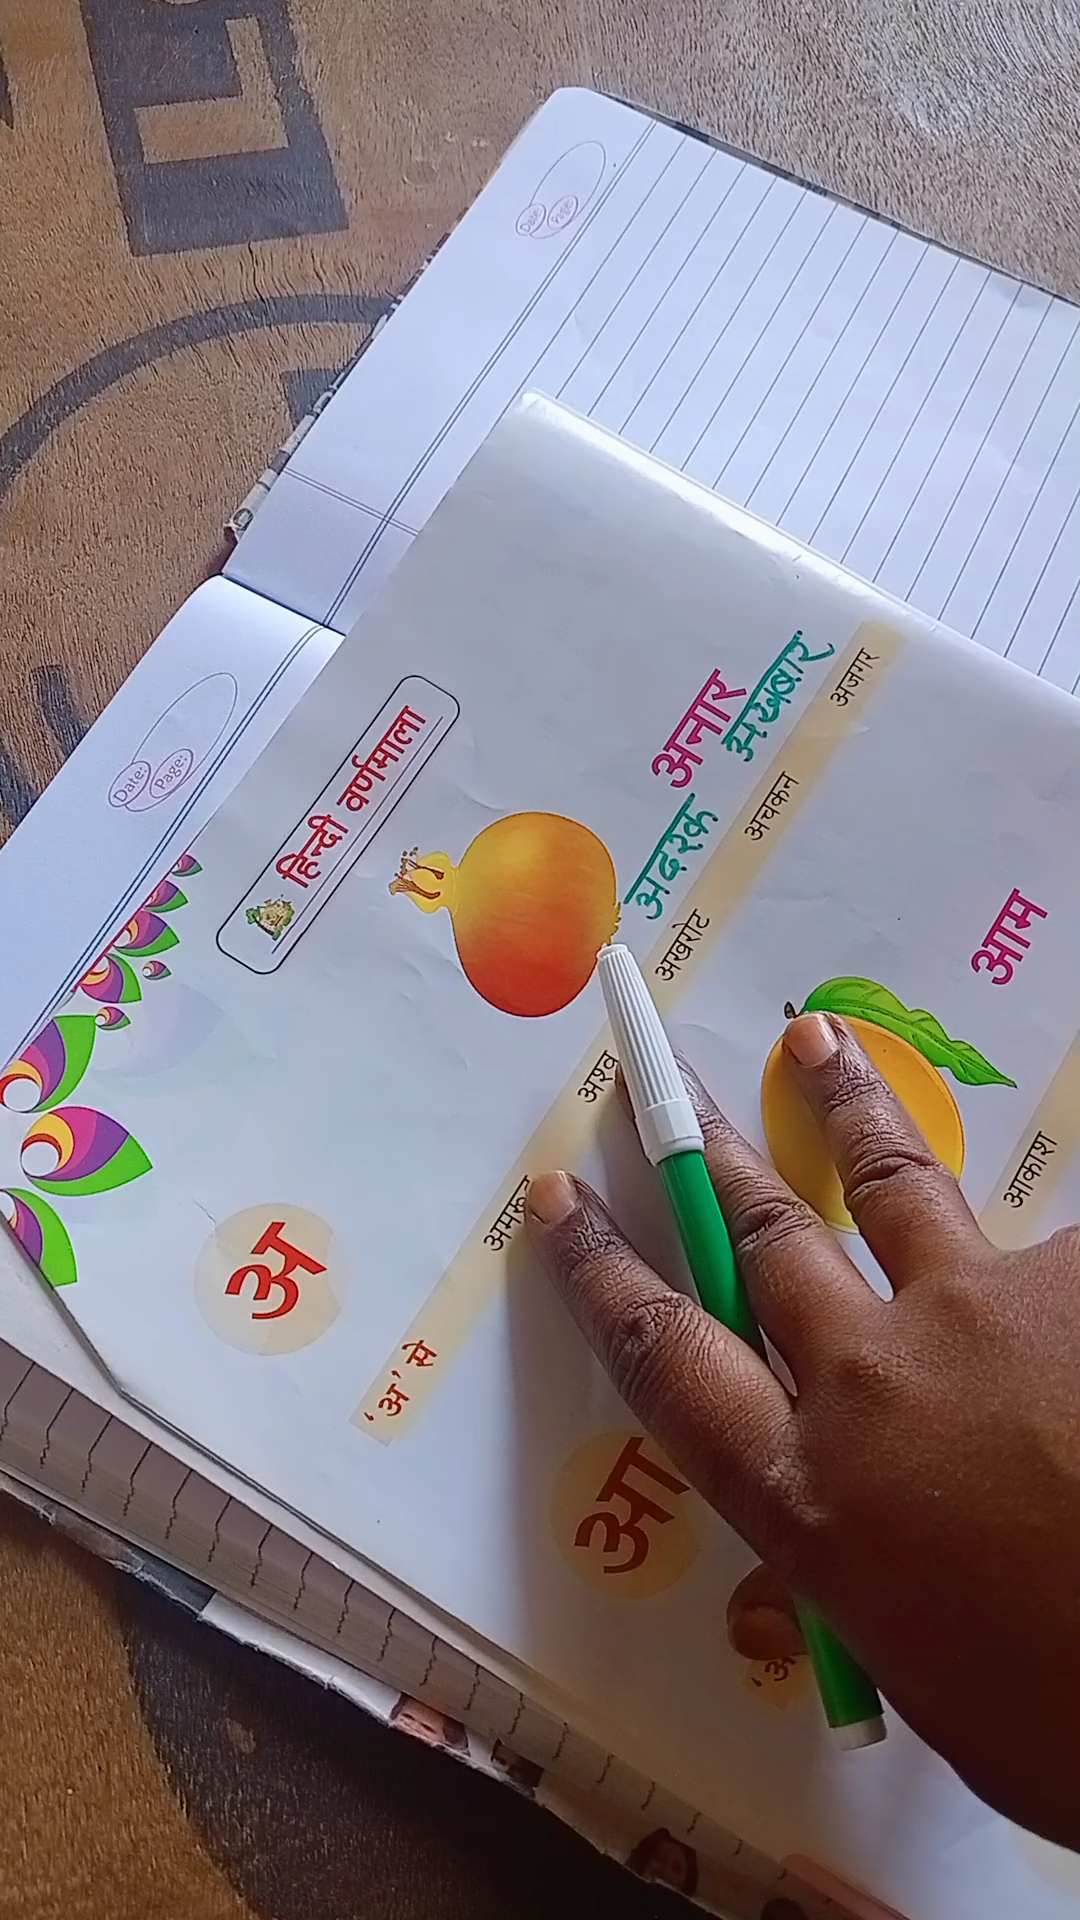 Date:
Page:
Date:
Page:
हिन्दी वर्णमाला
अ
अनार
अदरक अखबार
'अ' से अश्व अखरोट अचकन अजगर
आ
आम
आकाश